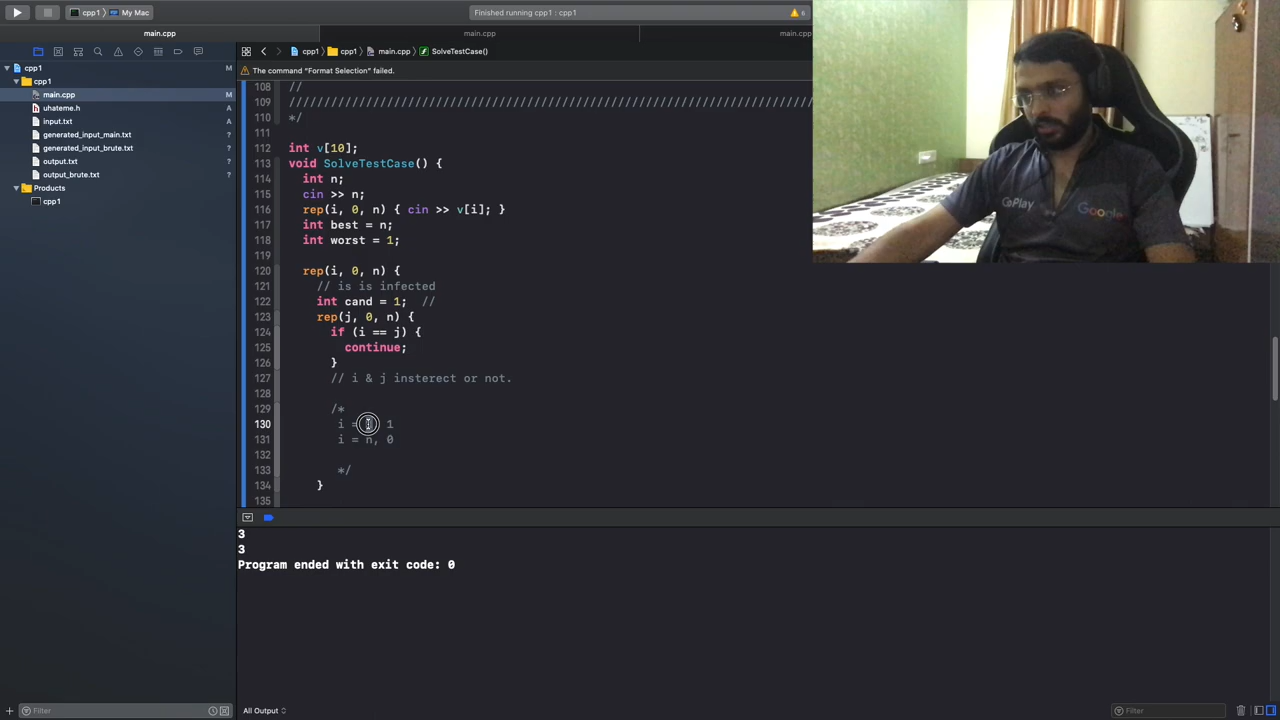 cpp1 › My Mac
Finished running cpp1 : cpp1
6
main.cpp
main.cpp
main.cpp
cpp1 › cpp1 › main.cpp › SolveTestCase()
The command "Format Selection" failed.
cpp1 M
cpp1
main.cpp M
uhateme.h A
input.txt A
generated_input_main.txt ?
generated_input_brute.txt ?
output.txt ?
output_brute.txt ?
Products
cpp1
108 //
109 ///////////////////////////////////////////////////////////////////////////
110 */
111
112 int v[10];
113 void SolveTestCase() {
114 int n;
115 cin >> n;
116 rep(i, 0, n) { cin >> v[i]; }
117 int best = n;
118 int worst = 1;
119
120 rep(i, 0, n) {
121 // is is infected
122 int cand = 1; //
123 rep(j, 0, n) {
124 if (i == j) {
125 continue;
126 }
127 // i & j insterect or not.
128
129 /*
130 i = 1
131 i = n, 0
132
133 */
134 }
135
GoPlay
Google
3
3
Program ended with exit code: 0
Filter
All Output
Filter